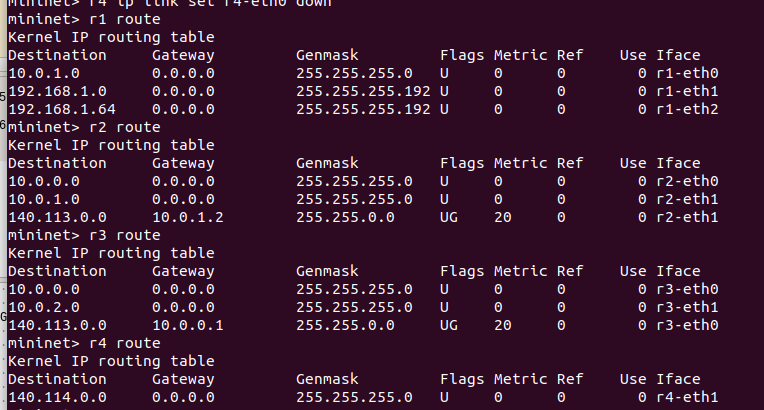 mininet> r4 ip link set r4-eth0 down
mininet> r1 route
Kernel IP routing table
Destination     Gateway         Genmask         Flags Metric Ref    Use Iface
10.0.1.0        0.0.0.0         255.255.255.0   U     0      0        0 r1-eth0
192.168.1.0     0.0.0.0         255.255.255.192 U     0      0        0 r1-eth1
192.168.1.64    0.0.0.0         255.255.255.192 U     0      0        0 r1-eth2
mininet> r2 route
Kernel IP routing table
Destination     Gateway         Genmask         Flags Metric Ref    Use Iface
10.0.0.0        0.0.0.0         255.255.255.0   U     0      0        0 r2-eth0
10.0.1.0        0.0.0.0         255.255.255.0   U     0      0        0 r2-eth1
140.113.0.0     10.0.1.2        255.255.0.0     UG    20     0        0 r2-eth1
mininet> r3 route
Kernel IP routing table
Destination     Gateway         Genmask         Flags Metric Ref    Use Iface
10.0.0.0        0.0.0.0         255.255.255.0   U     0      0        0 r3-eth0
10.0.2.0        0.0.0.0         255.255.255.0   U     0      0        0 r3-eth1
140.113.0.0     10.0.0.1        255.255.0.0     UG    20     0        0 r3-eth0
mininet> r4 route
Kernel IP routing table
Destination     Gateway         Genmask         Flags Metric Ref    Use Iface
140.114.0.0     0.0.0.0         255.255.255.0   U     0      0        0 r4-eth1